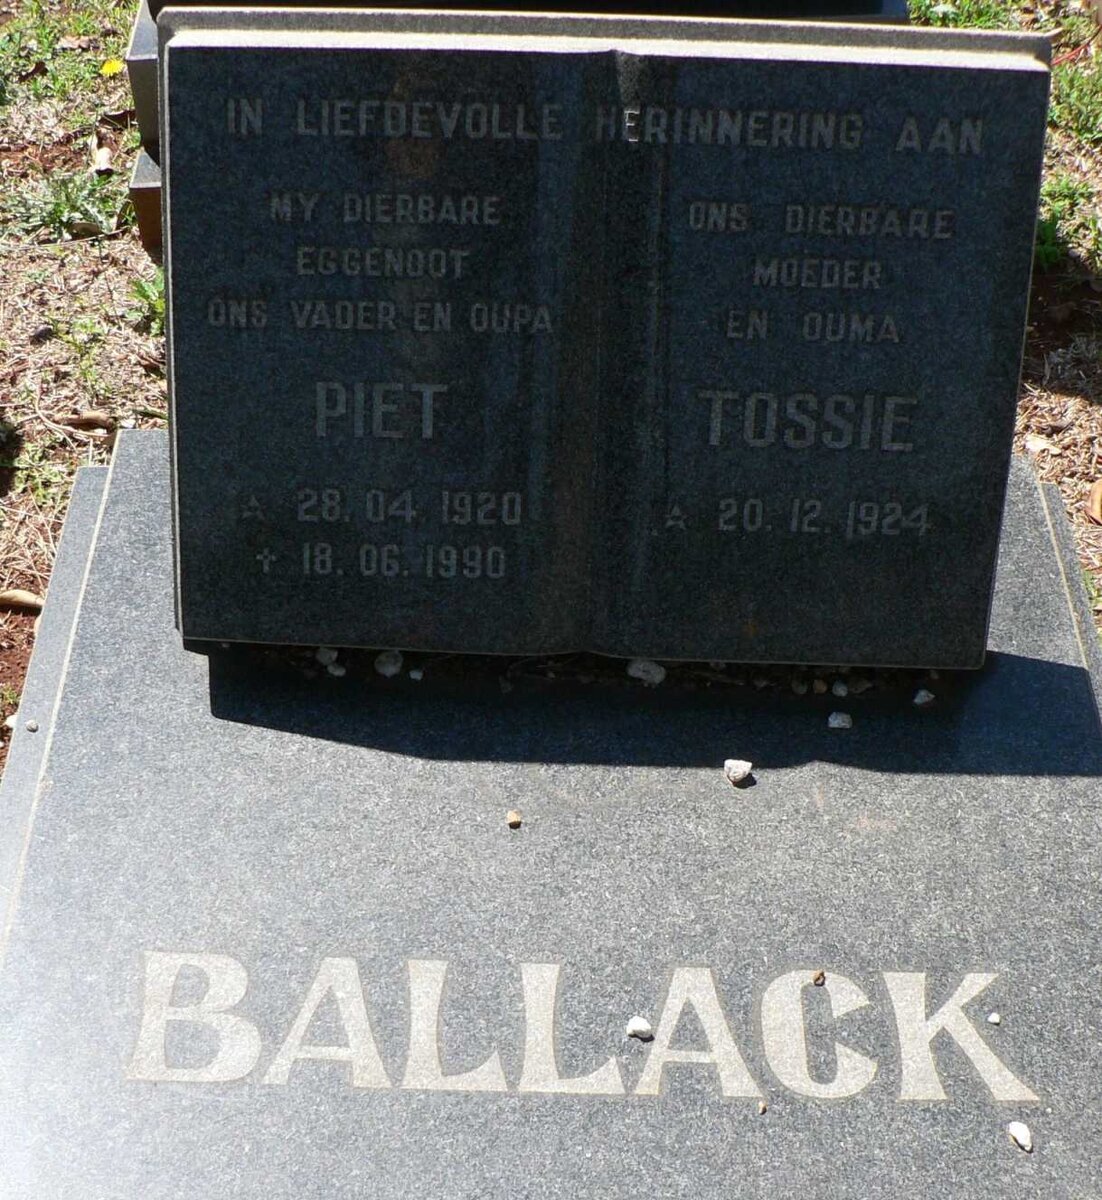 IN LIEFDEVOLLE HERINNERING AAN
MY DIERBARE
EGGENOOT
ONS VADER EN OUPA
PIET
☆ 28.04.1920
✝ 18.06.1990
ONS DIERBARE
MOEDER
EN OUMA
TOSSIE
☆ 20.12.1924
BALLACK